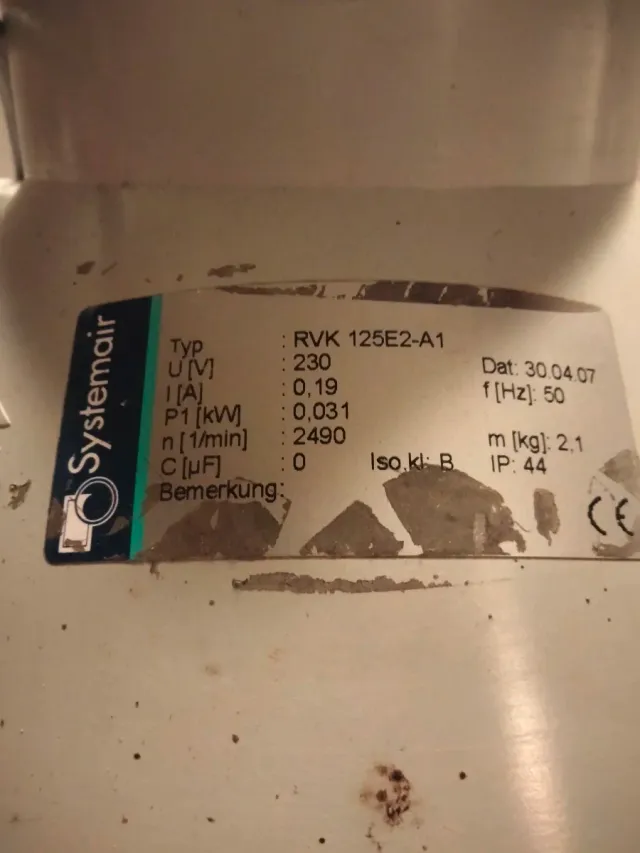 Systemair
Typ : RVK 125E2-A1
U [V] : 230 Dat: 30.04.07
I [A] : 0,19 f [Hz]: 50
P1 [kW] : 0,031
n [1/min] : 2490 m [kg]: 2,1
C [µF] : 0 Iso.kl: B IP: 44
Bemerkung:
CE